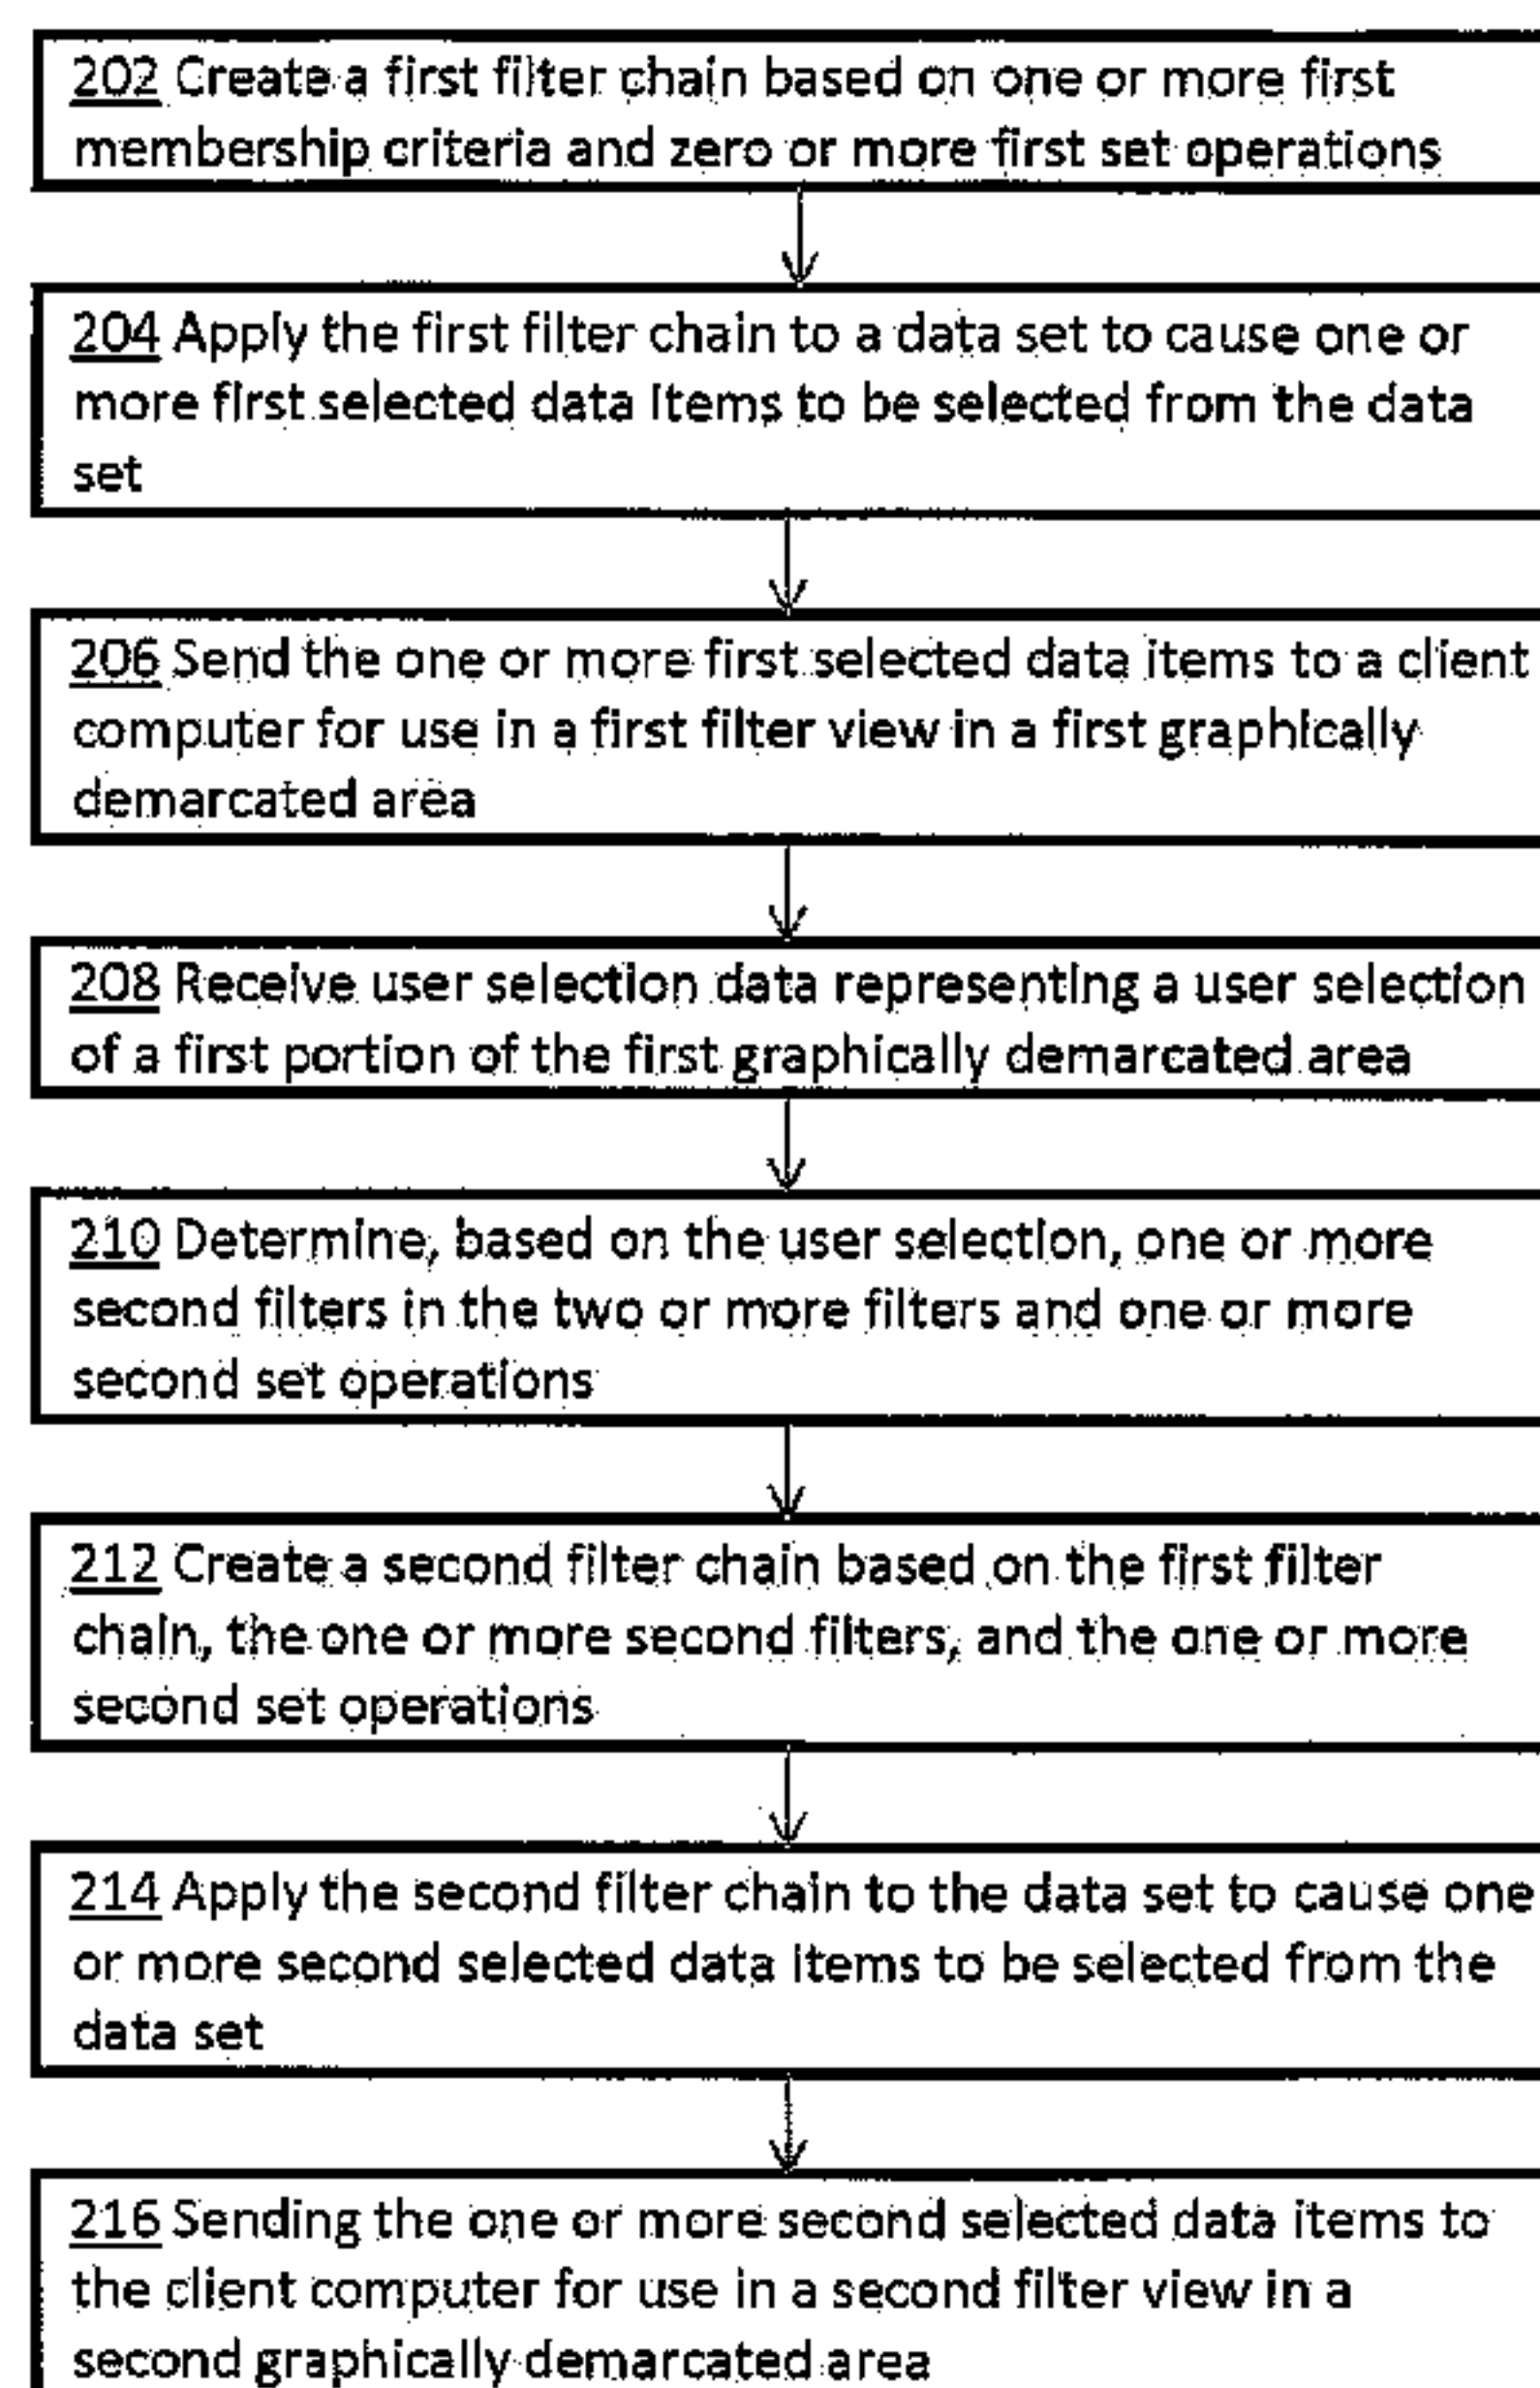 202 Create a first filter chain based on one or more first
membership criteria and zero or more first set operations
204 Apply the first filter chain to a data set to cause one or
more first selected data items to be selected from the data
set
206 Send the one or more first selected data items to a client
computer for use in a first filter view in a first graphically
demarcated area
208 Receive user selection data representing a user selection
of a first portion of the first graphically demarcated area
210 Determine, based on the user selection, one or more
second filters in the two or more filters and one or more
second set operations
212 Create a second filter chain based on the first filter
chain, the one or more second filters, and the one or more
second set operations
214 Apply the second filter chain to the data set to cause one
or more second selected data items to be selected from the
data set
216 Sending the one or more second selected data items to
the client computer for use in a second filter view in a
second graphically demarcated area